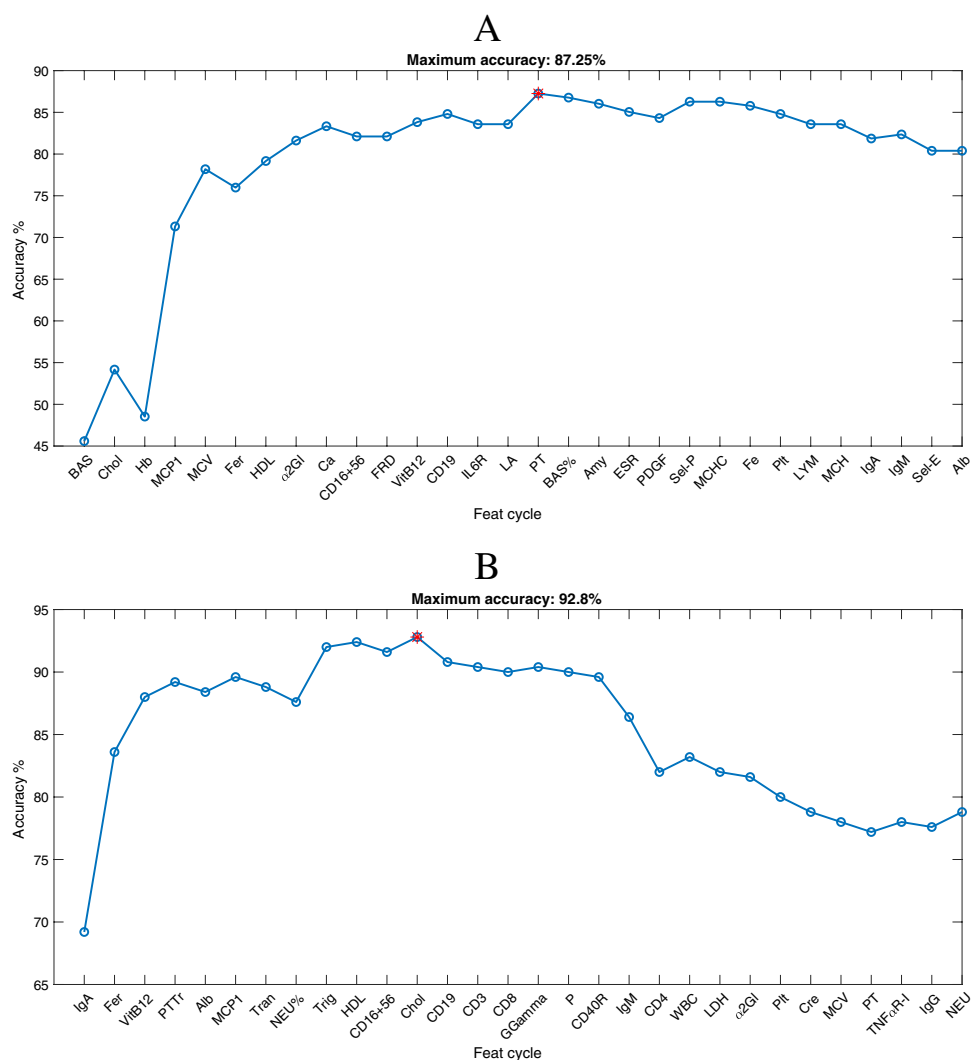 A
Maximum accuracy: 87.25%
90
85
80
75
70
65
60
55
50
45
Accuracy %
BAS Chol Hb MCP1 MCV Fer HDL α2Gl Ca CD16+56 FRD VitB12 CD19 IL6R LA PT BAS% Amy ESR PDGF Sel-P MCHC Fe Plt LYM MCH IgA IgM Sel-E Alb
Feat cycle
B
Maximum accuracy: 92.8%
95
90
85
80
75
70
65
Accuracy %
IgA Fer VitB12 PTTr Alb MCP1 Tran NEU% Trig HDL CD16+56 Chol CD19 CD3 CD8 GGamma P CD40R IgM CD4 WBC LDH α2Gl Plt Cre MCV PT TNFαR-I IgG NEU
Feat cycle